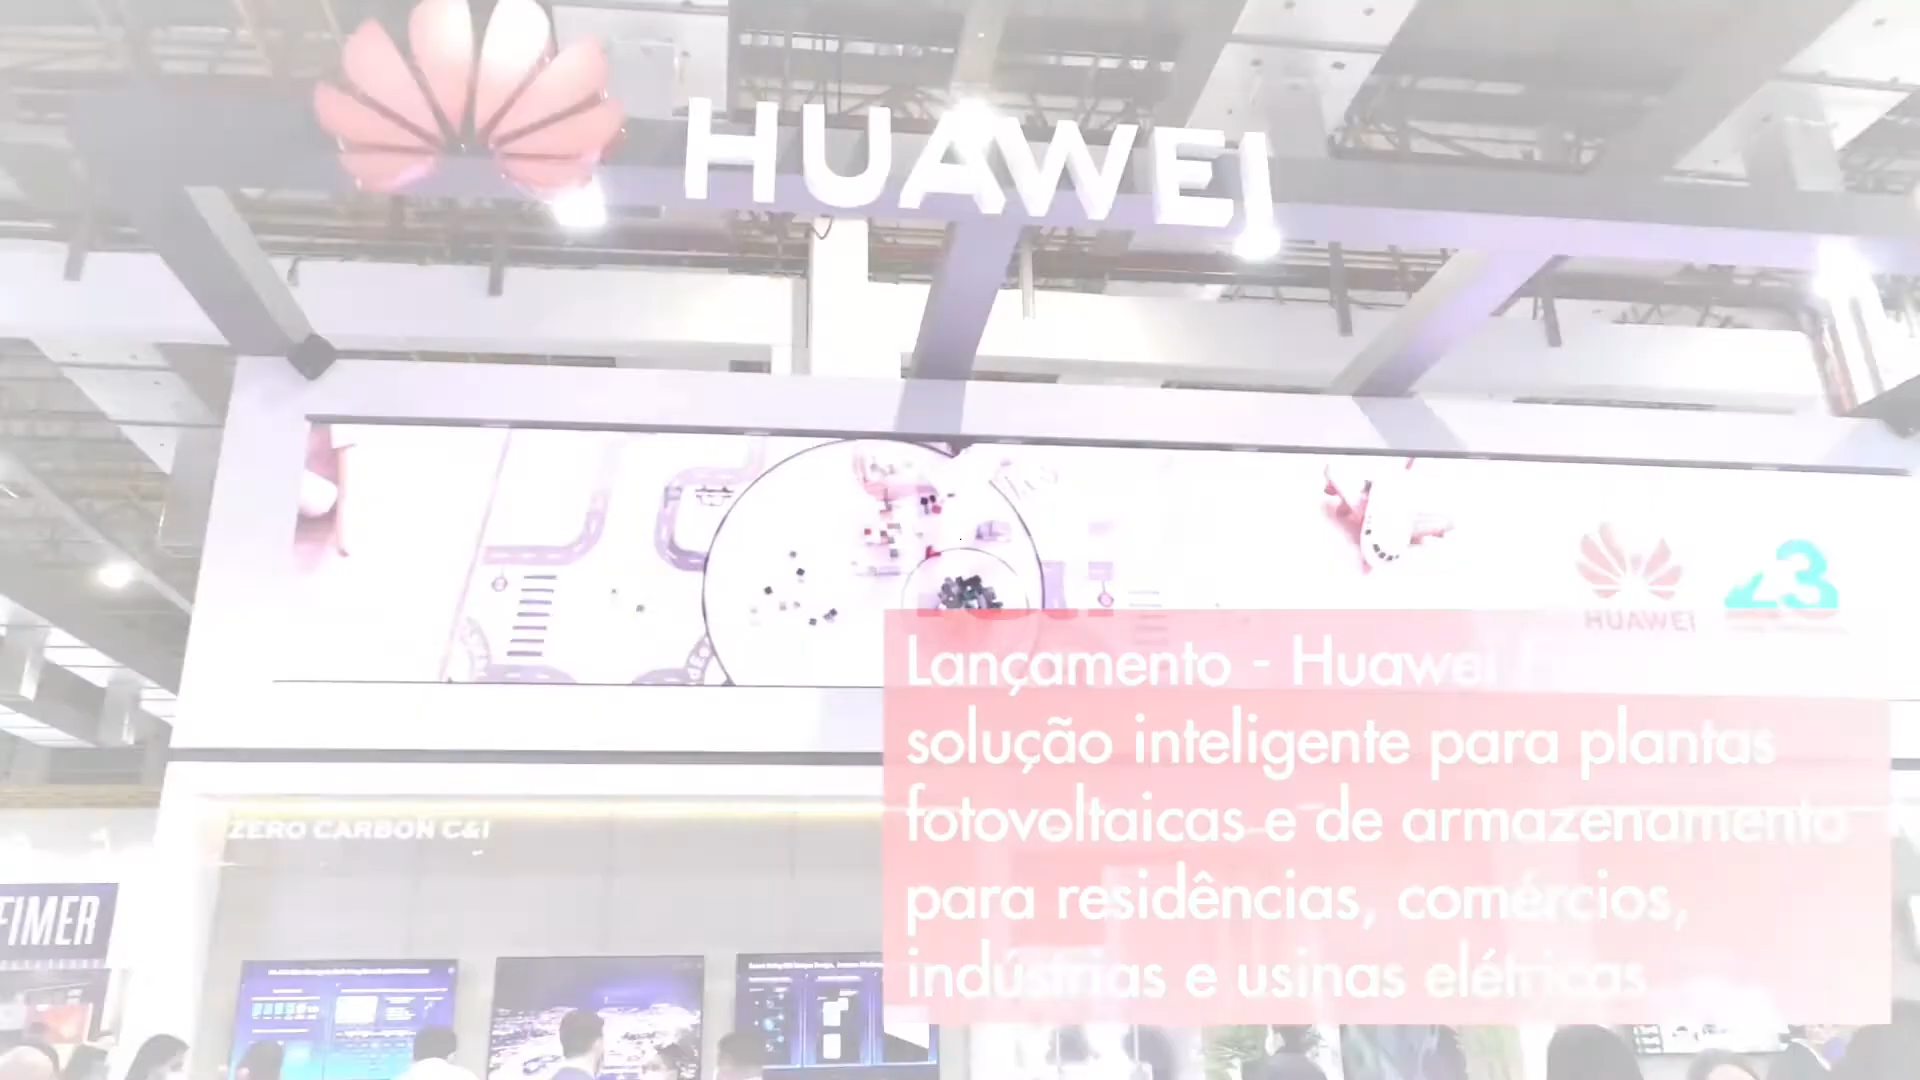 HUAWEI
HUAWEI
23
Lançamento - Huawei
solução inteligente para plantas
fotovoltaicas e de armazenamento
para residências, comércios,
indústrias e usinas elétricas
ZERO CARBON C&I
FIMER